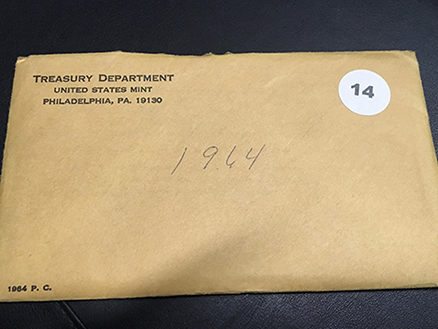 TREASURY DEPARTMENT
UNITED STATES MINT
PHILADELPHIA, PA. 19130
14
1964
1964 P. C.